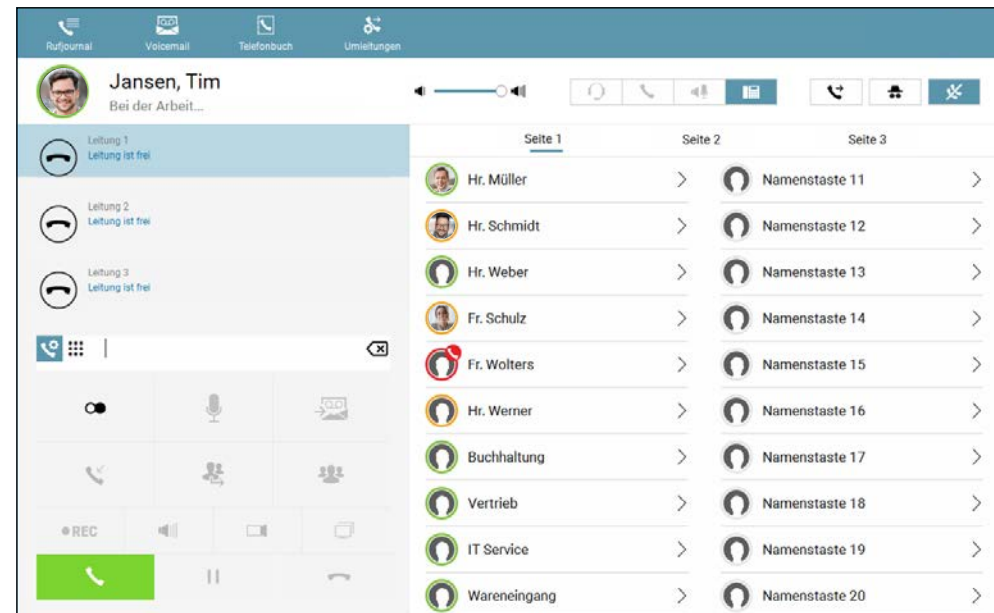 Rufjournal
Voicemail
Telefonbuch
Umleitungen
Jansen, Tim
Bei der Arbeit...
Leitung 1
Leitung ist frei
Leitung 2
Leitung ist frei
Leitung 3
Leitung ist frei
REC
Seite 1
Seite 2
Seite 3
Hr. Müller
Hr. Schmidt
Hr. Weber
Fr. Schulz
Fr. Wolters
Hr. Werner
Buchhaltung
Vertrieb
IT Service
Wareneingang
Namenstaste 11
Namenstaste 12
Namenstaste 13
Namenstaste 14
Namenstaste 15
Namenstaste 16
Namenstaste 17
Namenstaste 18
Namenstaste 19
Namenstaste 20